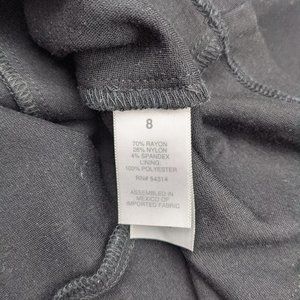 8
70% RAYON
26% NYLON
4% SPANDEX
LINING:
100% POLYESTER
RN# 54314
ASSEMBLED IN
MEXICO OF
IMPORTED FABRIC